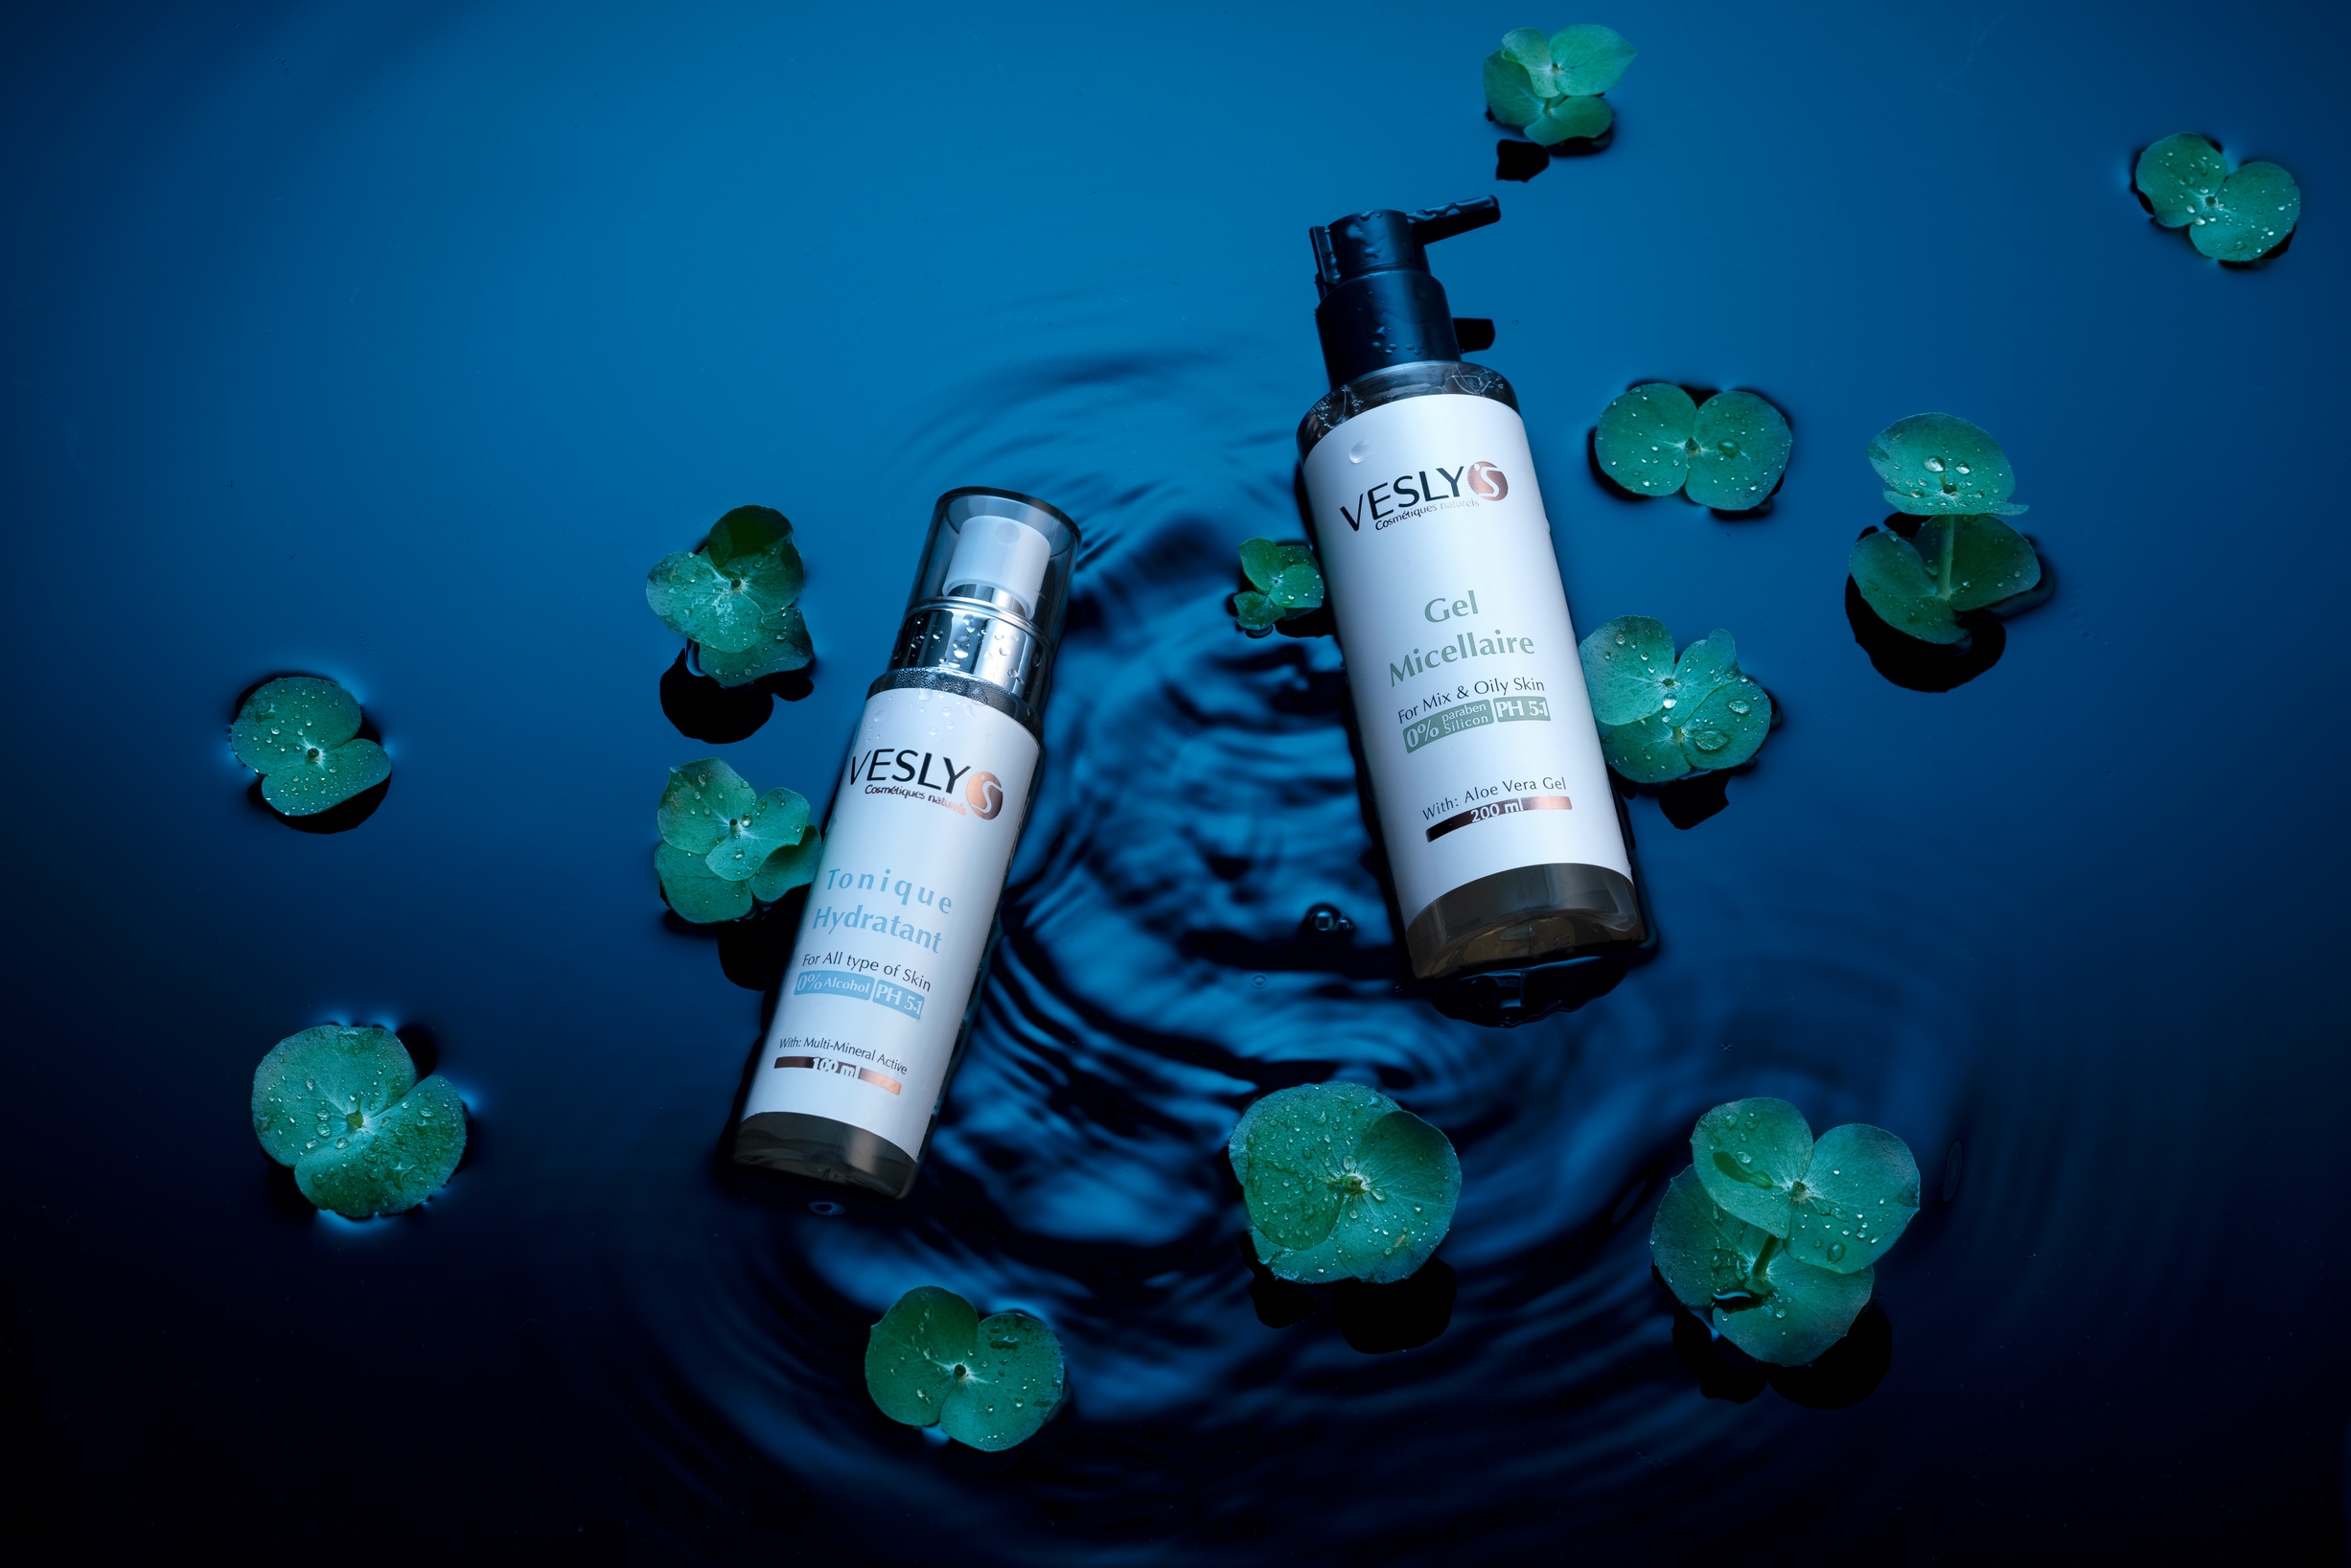 VESLYS
Cosmétiques naturels
Tonique
Hydratant
For All type of Skin
0% Alcohol PH 5.1
With: Multi-Mineral Active
100 ml
VESLYS
Cosmétiques naturels
Gel
Micellaire
For Mix & Oily Skin
0% paraben Silicon PH 5.1
With: Aloe Vera Gel
200 ml